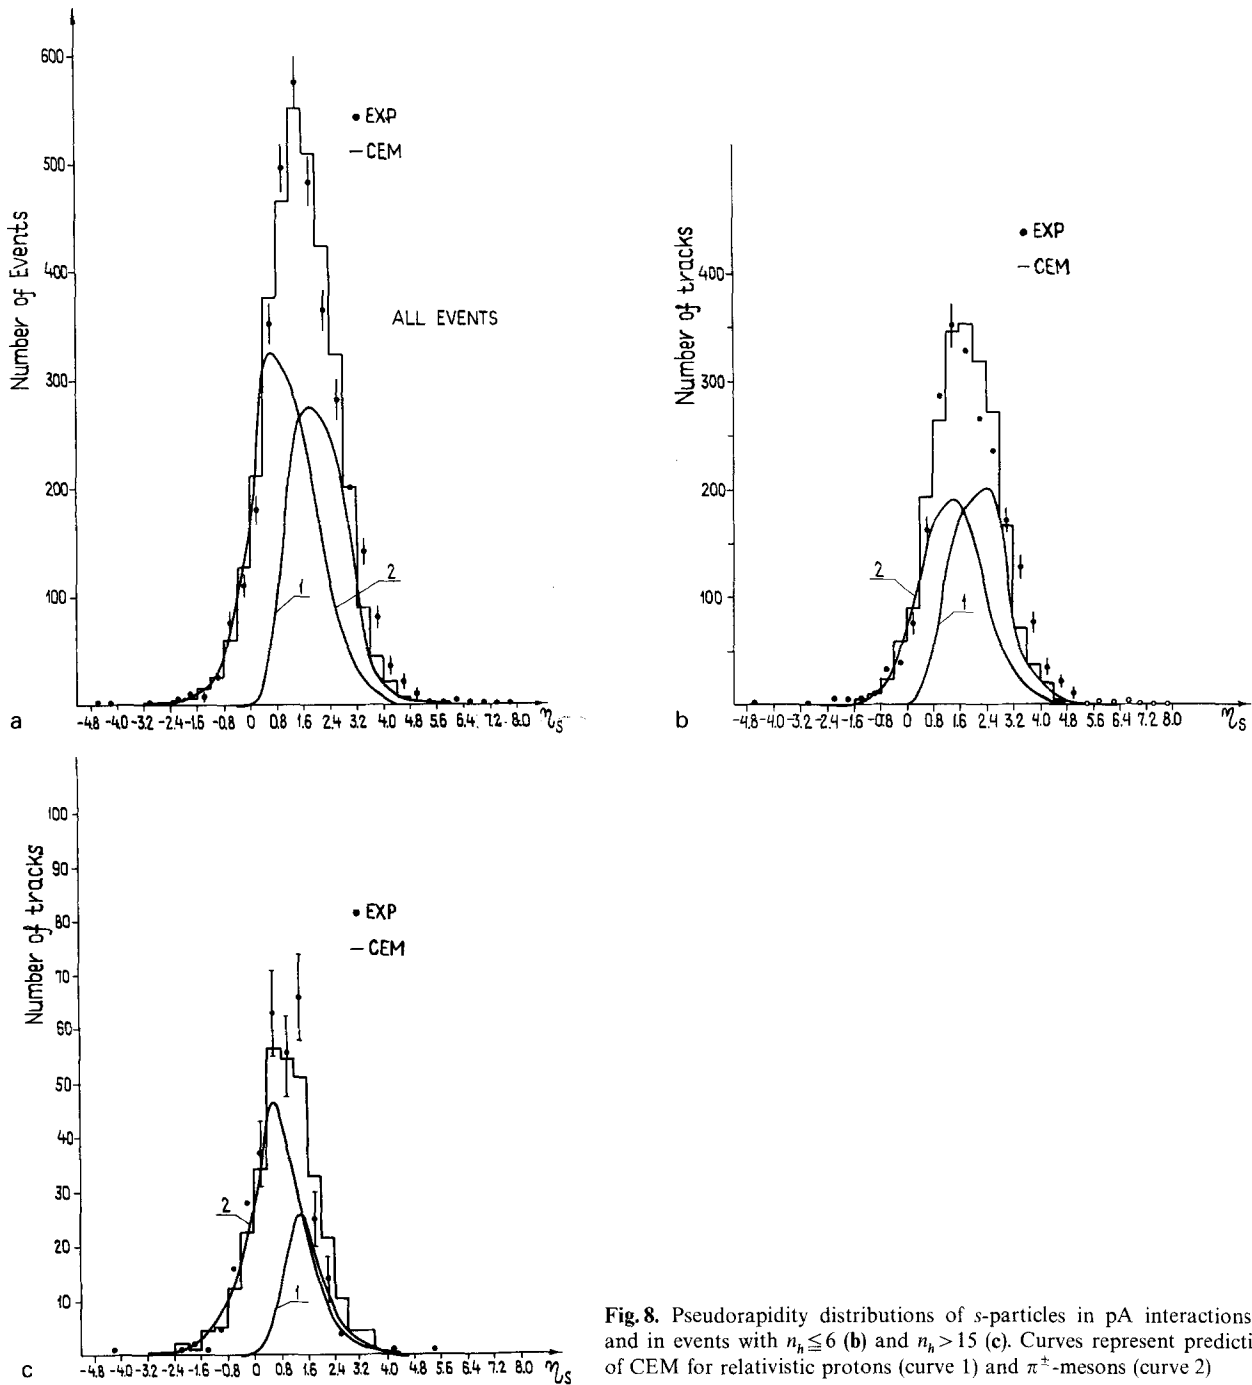 600
500
400
300
200
100
Number of Events
• EXP
— CEM
ALL EVENTS
1
2
-4.8 -4.0 -3.2 -2.4 -1.6 -0.8 0 0.8 1.6 2.4 3.2 4.0 4.8 5.6 6.4 7.2 8.0 ηs
a
400
300
200
100
Number of tracks
• EXP
— CEM
2
1
-4.8 -4.0 -3.2 -2.4 -1.6 -0.8 0 0.8 1.6 2.4 3.2 4.0 4.8 5.6 6.4 7.2 8.0 ηs
b
100
90
80
70
60
50
40
30
20
10
Number of tracks
• EXP
— CEM
2
1
-4.8 -4.0 -3.2 -2.4 -1.6 -0.8 0 0.8 1.6 2.4 3.2 4.0 4.8 5.6 6.4 7.2 8.0 ηs
c
Fig. 8. Pseudorapidity distributions of s-particles in pA interactions
and in events with nh≦6 (b) and nh>15 (c). Curves represent predicti
of CEM for relativistic protons (curve 1) and π±-mesons (curve 2)